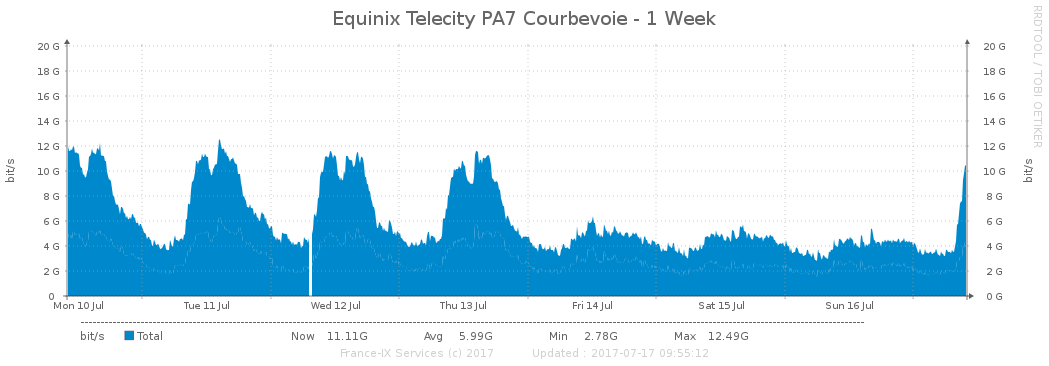 Equinix Telecity PA7 Courbevoie - 1 Week
RRDTOOL / TOBI OETIKER
20 G 20 G
18 G 18 G
16 G 16 G
14 G 14 G
12 G 12 G
10 G 10 G
8 G 8 G
6 G 6 G
4 G 4 G
2 G 2 G
0 0 G
bit/s
bit/s
Mon 10 Jul Tue 11 Jul Wed 12 Jul Thu 13 Jul Fri 14 Jul Sat 15 Jul Sun 16 Jul
bit/s Total Now 11.11G Avg 5.99G Min 2.78G Max 12.49G
France-IX Services (c) 2017 Updated : 2017-07-17 09:55:12